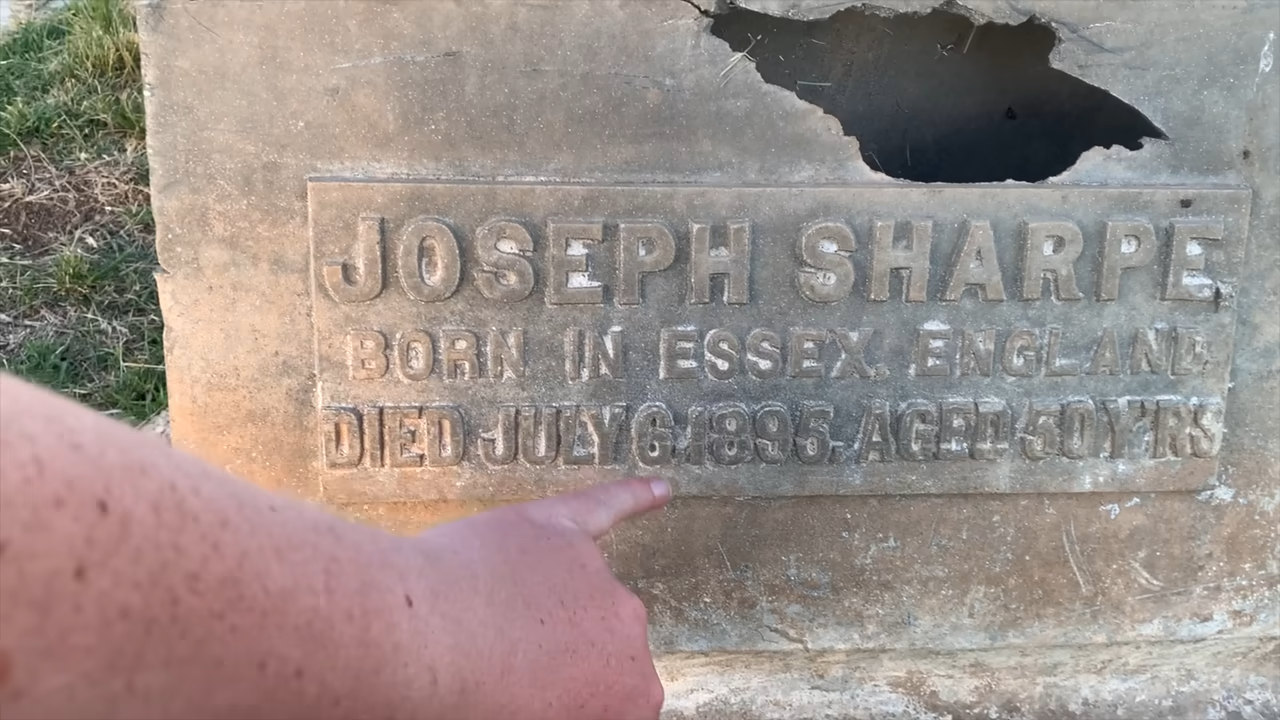 JOSEPH SHARPE
BORN IN ESSEX. ENGLAND.
DIED JULY 6.1895. AGED 50 Y'RS